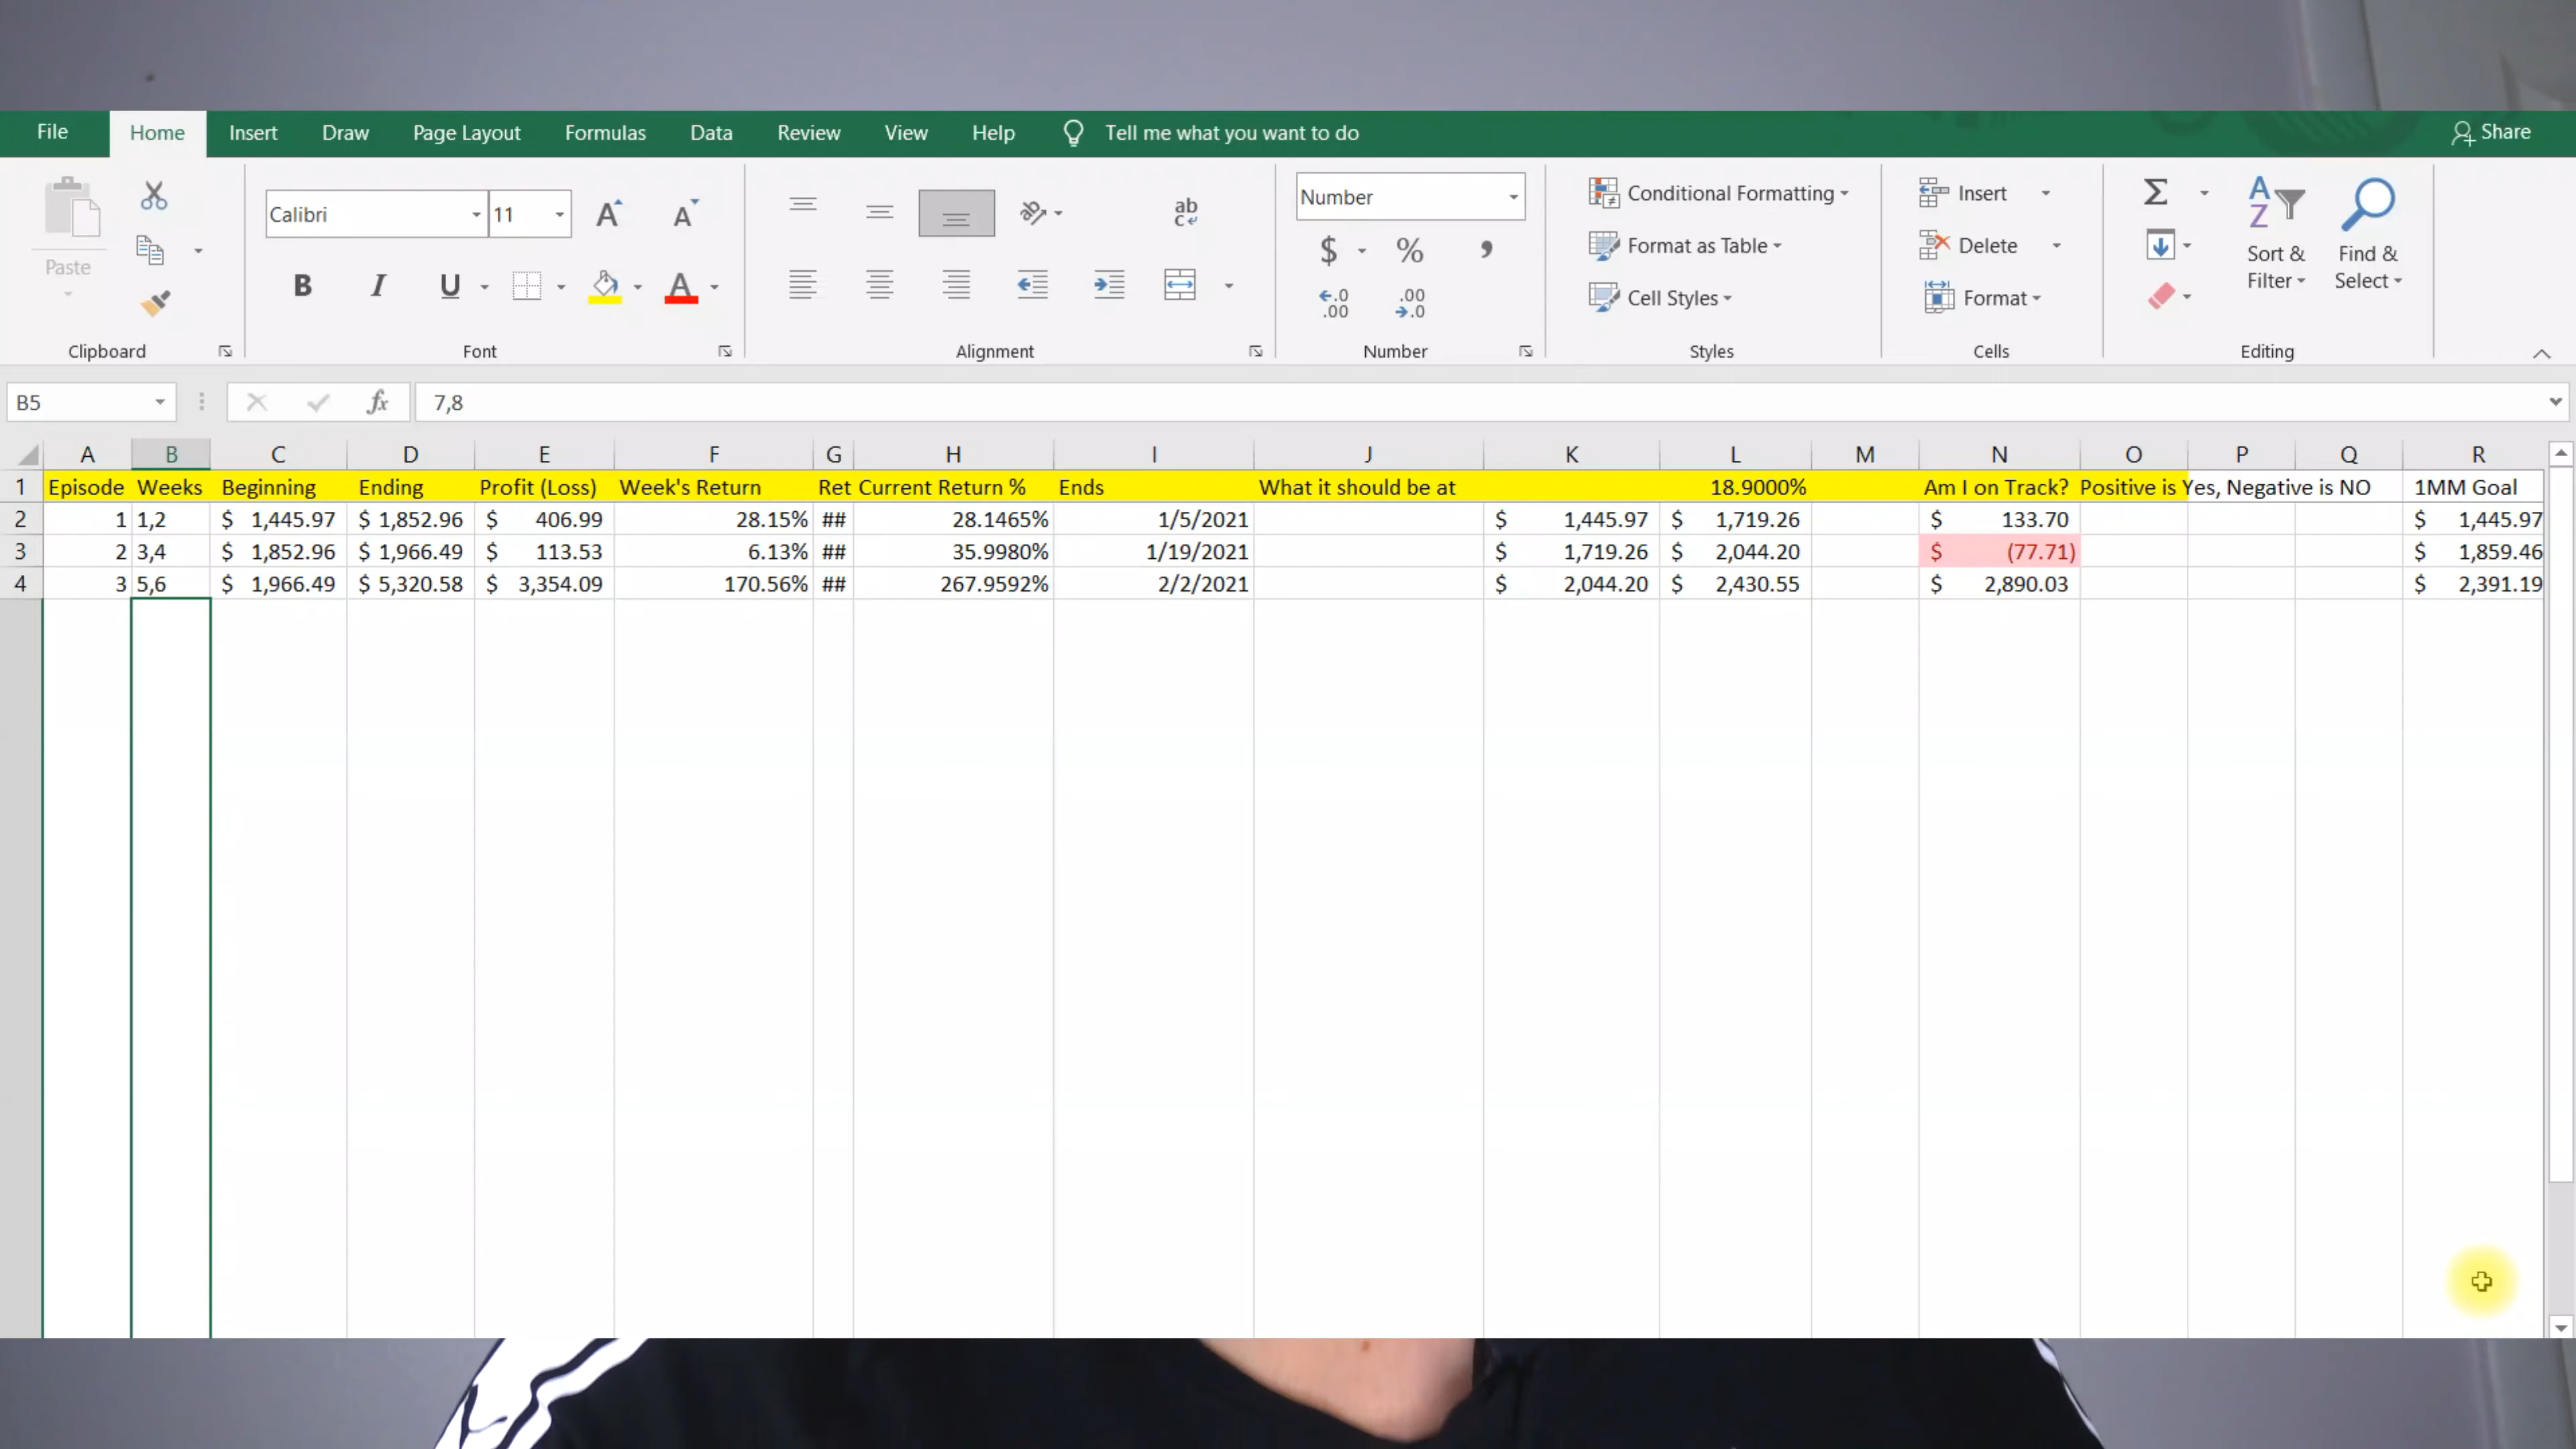 File Home Insert Draw Page Layout Formulas Data Review View Help Tell me what you want to do Share
Calibri 11 A A ab c Number Conditional Formatting Insert Σ A Z
Paste $ % , Format as Table Delete Sort & Filter Find & Select
B I U A ←.0 .00 .00 →.0 Cell Styles Format
Clipboard Font Alignment Number Styles Cells Editing
B5 fx 7,8
A B C D E F G H I J K L M N O P Q R
1 Episode Weeks Beginning Ending Profit (Loss) Week's Return Ret Current Return % Ends What it should be at 18.9000% Am I on Track? Positive is Yes, Negative is NO 1MM Goal
2 1 1,2 $ 1,445.97 $ 1,852.96 $ 406.99 28.15% ## 28.1465% 1/5/2021 $ 1,445.97 $ 1,719.26 $ 133.70 $ 1,445.97
3 2 3,4 $ 1,852.96 $ 1,966.49 $ 113.53 6.13% ## 35.9980% 1/19/2021 $ 1,719.26 $ 2,044.20 $ (77.71) $ 1,859.46
4 3 5,6 $ 1,966.49 $ 5,320.58 $ 3,354.09 170.56% ## 267.9592% 2/2/2021 $ 2,044.20 $ 2,430.55 $ 2,890.03 $ 2,391.19